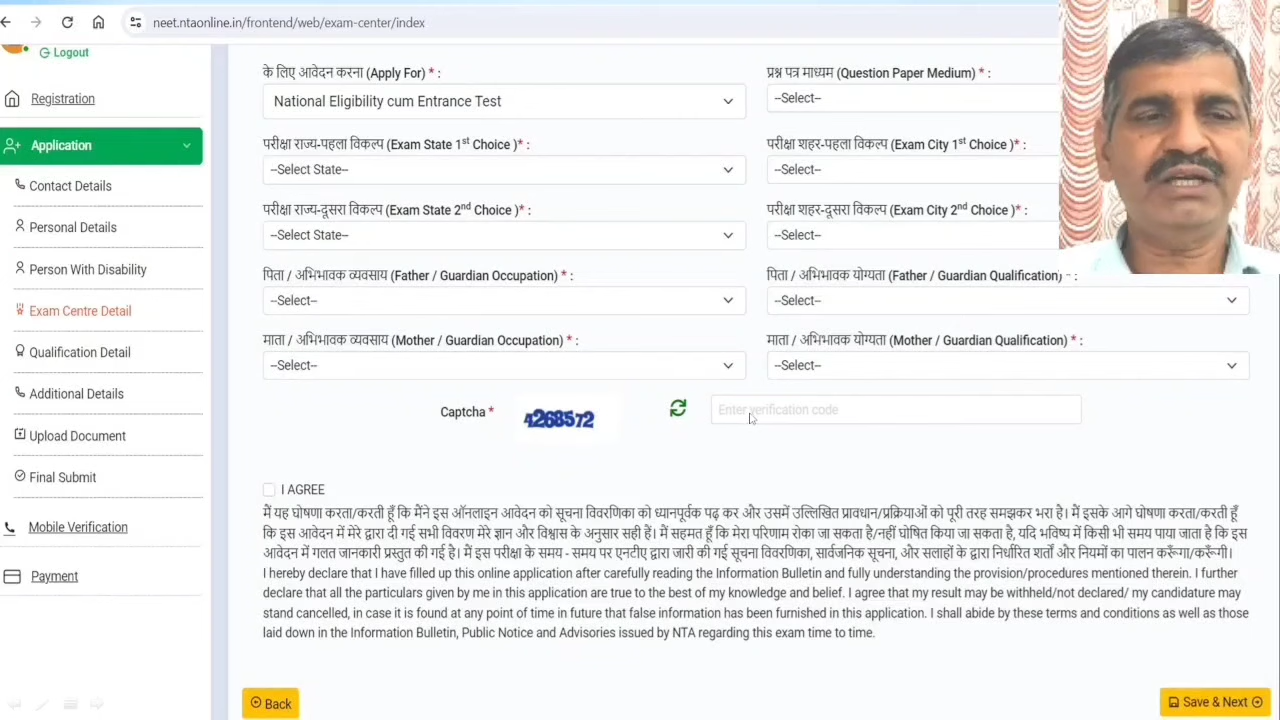 neet.ntaonline.in/frontend/web/exam-center/index
Logout
Registration
Application
Contact Details
Personal Details
Person With Disability
Exam Centre Detail
Qualification Detail
Additional Details
Upload Document
Final Submit
Mobile Verification
Payment
के लिए आवेदन करना (Apply For) * :
प्रश्न पत्र माध्यम (Question Paper Medium) * :
National Eligibility cum Entrance Test
--Select--
परीक्षा राज्य-पहला विकल्प (Exam State 1st Choice )* :
परीक्षा शहर-पहला विकल्प (Exam City 1st Choice )* :
--Select State--
--Select--
परीक्षा राज्य-दूसरा विकल्प (Exam State 2nd Choice )* :
परीक्षा शहर-दूसरा विकल्प (Exam City 2nd Choice )* :
--Select State--
--Select--
पिता / अभिभावक व्यवसाय (Father / Guardian Occupation) * :
पिता / अभिभावक योग्यता (Father / Guardian Qualification) * :
--Select--
--Select--
माता / अभिभावक व्यवसाय (Mother / Guardian Occupation) * :
माता / अभिभावक योग्यता (Mother / Guardian Qualification) * :
--Select--
--Select--
Captcha * 4268572 Enter verification code
I AGREE
मैं यह घोषणा करता/करती हूँ कि मैंने इस ऑनलाइन आवेदन को सूचना विवरणिका को ध्यानपूर्वक पढ़ कर और उसमें उल्लिखित प्रावधान/प्रक्रियाओं को पूरी तरह समझकर भरा है। मैं इसके आगे घोषणा करता/करती हूँ
कि इस आवेदन में मेरे द्वारा दी गई सभी विवरण मेरे ज्ञान और विश्वास के अनुसार सही हैं। मैं सहमत हूँ कि मेरा परिणाम रोका जा सकता है/नहीं घोषित किया जा सकता है, यदि भविष्य में किसी भी समय पाया जाता है कि इस
आवेदन में गलत जानकारी प्रस्तुत की गई है। मैं इस परीक्षा के समय - समय पर एनटीए द्वारा जारी की गई सूचना विवरणिका, सार्वजनिक सूचना, और सलाहों के द्वारा निर्धारित शर्तों और नियमों का पालन करूँगा/करूँगी।
I hereby declare that I have filled up this online application after carefully reading the Information Bulletin and fully understanding the provision/procedures mentioned therein. I further
declare that all the particulars given by me in this application are true to the best of my knowledge and belief. I agree that my result may be withheld/not declared/ my candidature may
stand cancelled, in case it is found at any point of time in future that false information has been furnished in this application. I shall abide by these terms and conditions as well as those
laid down in the Information Bulletin, Public Notice and Advisories issued by NTA regarding this exam time to time.
Back
Save & Next